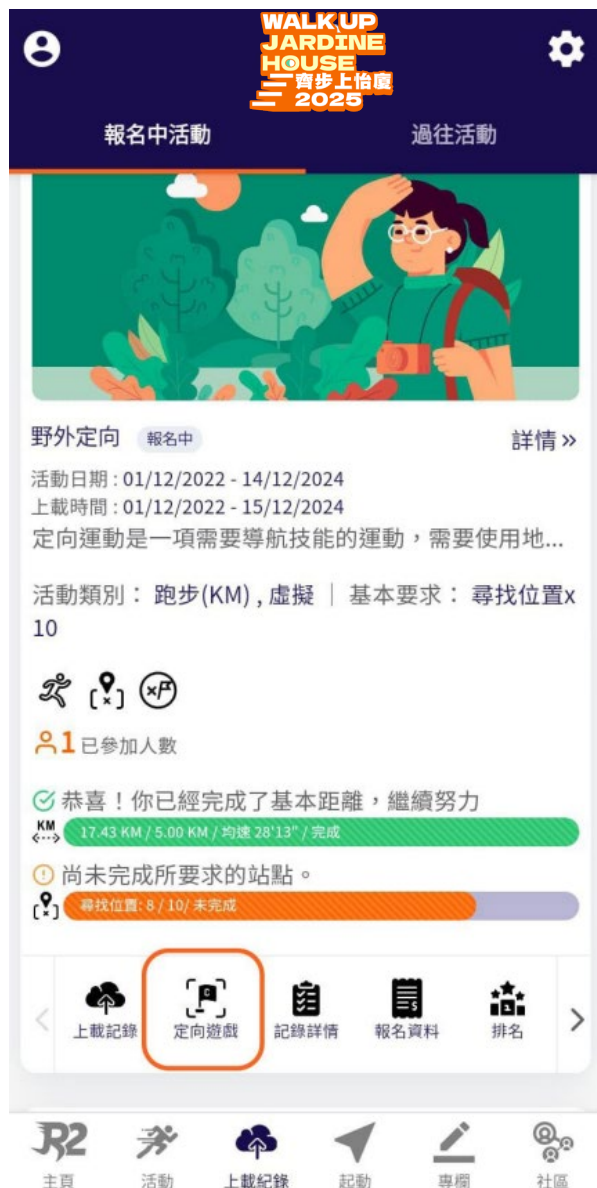 WALK UP
JARDINE
HOUSE
齊步上怡廈
2025
報名中活動
過往活動
野外定向 報名中 詳情 »
活動日期 : 01/12/2022 - 14/12/2024
上載時間 : 01/12/2022 - 15/12/2024
定向運動是一項需要導航技能的運動，需要使用地...
活動類別： 跑步(KM) , 虛擬 | 基本要求： 尋找位置x
10
1 已參加人數
恭喜！你已經完成了基本距離，繼續努力
KM 17.43 KM / 5.00 KM / 均速 28'13" / 完成
尚未完成所要求的站點。
尋找位置: 8 / 10/ 未完成
上載記錄 定向遊戲 記錄詳情 報名資料 排名
R2
主頁 活動 上載紀錄 起動 專欄 社區